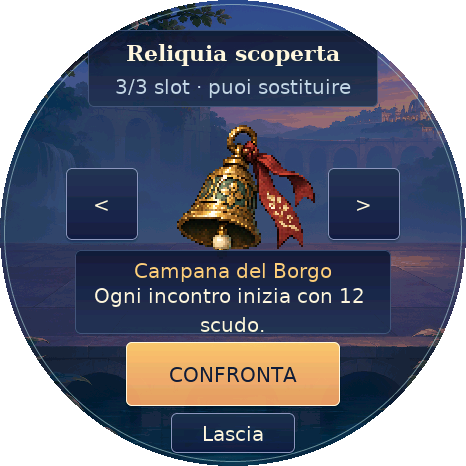 Reliquia scoperta
3/3 slot · puoi sostituire
<
>
Campana del Borgo
Ogni incontro inizia con 12
scudo.
CONFRONTA
Lascia